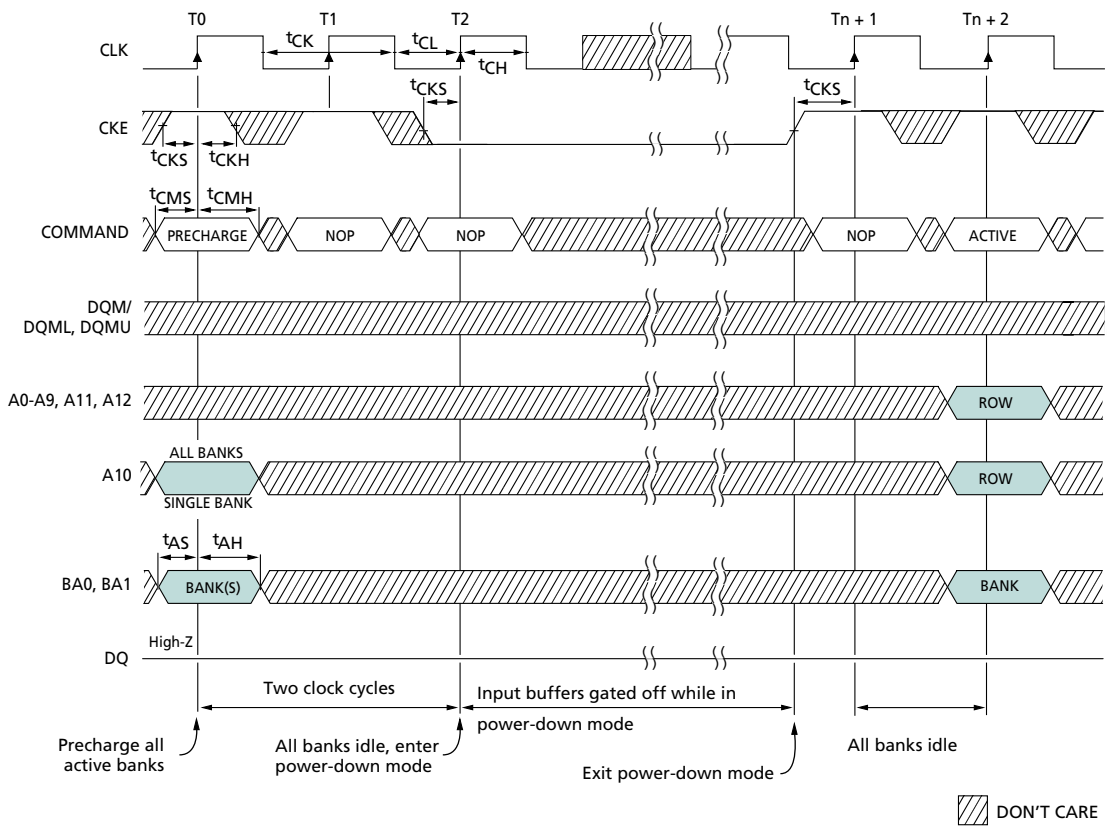 T0 T1 T2 Tn + 1 Tn + 2
CLK tCK tCL tCH
tCKS tCKS
CKE
tCKS tCKH
tCMS tCMH
COMMAND PRECHARGE NOP NOP NOP ACTIVE
DQM/
DQML, DQMU
A0-A9, A11, A12 ROW
ALL BANKS
A10 ROW
SINGLE BANK
tAS tAH
BA0, BA1 BANK(S) BANK
High-Z
DQ
Two clock cycles
Input buffers gated off while in
power-down mode
Precharge all
active banks
All banks idle, enter
power-down mode
Exit power-down mode
All banks idle
DON'T CARE